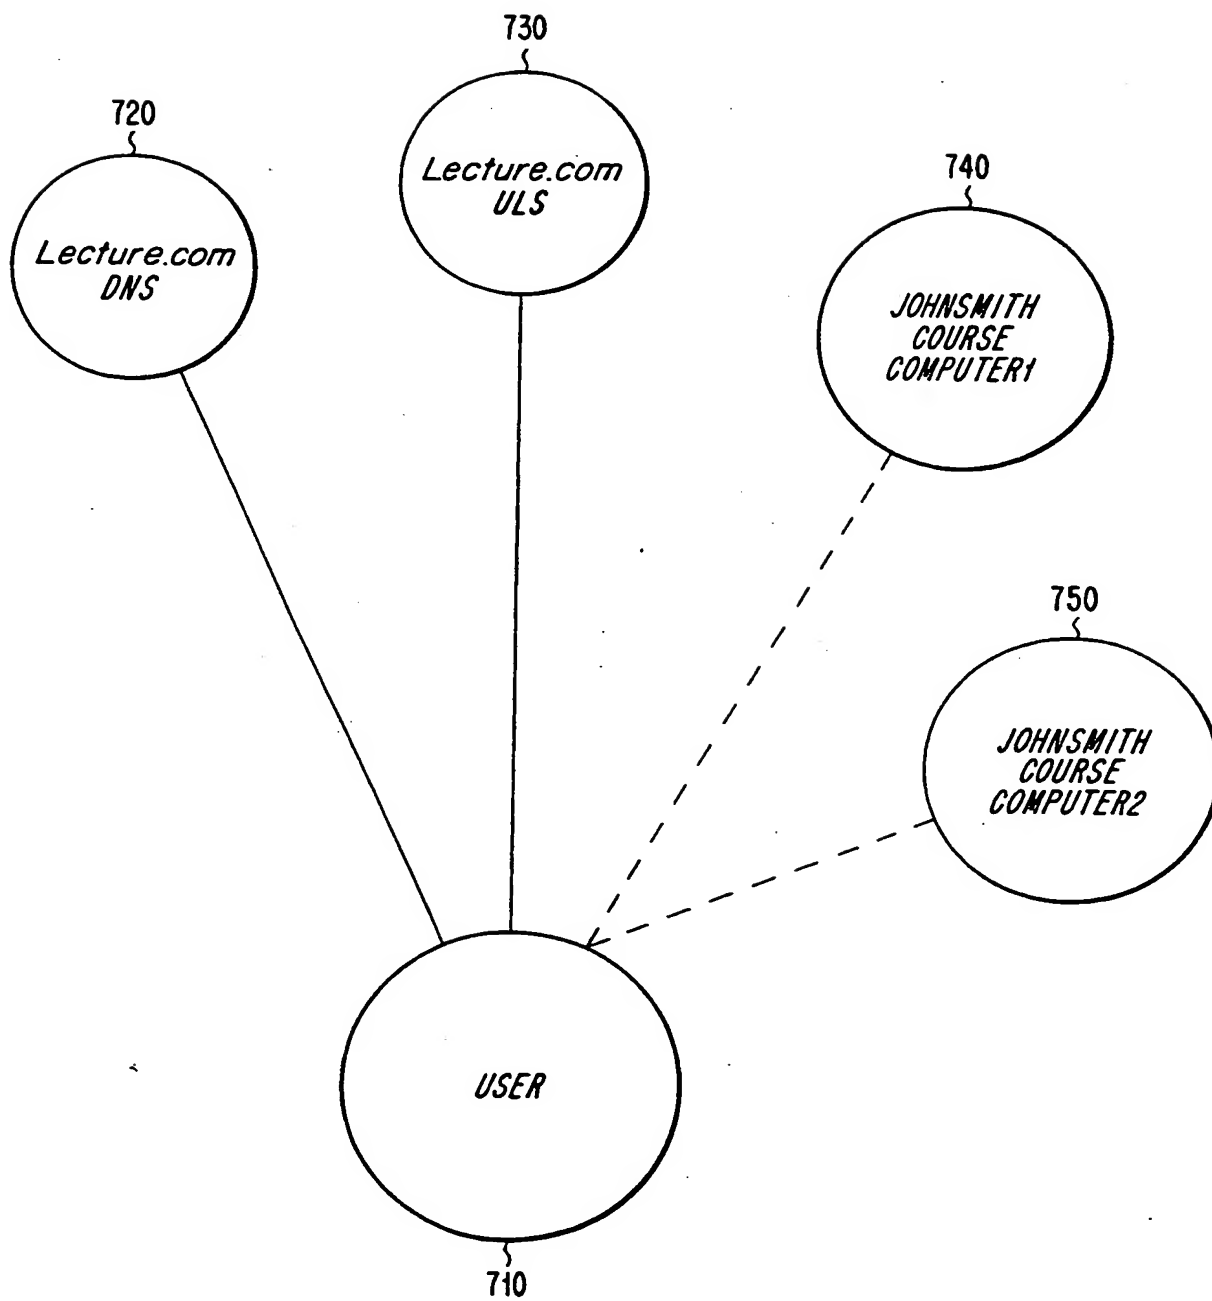 730
720
Lecture.com
ULS
740
Lecture.com
DNS
JOHNSMITH
COURSE
COMPUTER1
750
JOHNSMITH
COURSE
COMPUTER2
USER
710